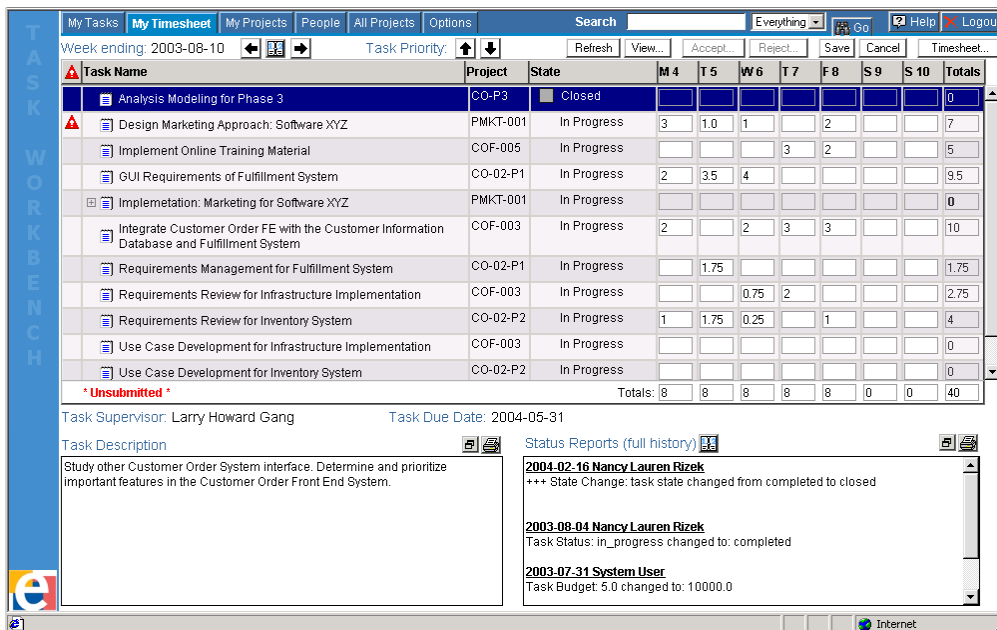 TASK WORKBENCH
My Tasks My Timesheet My Projects People All Projects Options Search Everything Go Help Logou
Week ending: 2003-08-10 Task Priority: Refresh View... Accept... Reject... Save Cancel Timesheet...
Task Name Project State M 4 T 5 W 6 T 7 F 8 S 9 S 10 Totals
Analysis Modeling for Phase 3 CO-P3 Closed 0
Design Marketing Approach: Software XYZ PMKT-001 In Progress 3 1.0 1 2 7
Implement Online Training Material COF-005 In Progress 3 2 5
GUI Requirements of Fulfillment System CO-02-P1 In Progress 2 3.5 4 9.5
Implemetation: Marketing for Software XYZ PMKT-001 In Progress 0
Integrate Customer Order FE with the Customer Information COF-003 In Progress 2 2 3 3 10
Database and Fulfillment System
Requirements Management for Fulfillment System CO-02-P1 In Progress 1.75 1.75
Requirements Review for Infrastructure Implementation COF-003 In Progress 0.75 2 2.75
Requirements Review for Inventory System CO-02-P2 In Progress 1 1.75 0.25 1 4
Use Case Development for Infrastructure Implementation COF-003 In Progress 0
Use Case Development for Inventory System CO-02-P2 In Progress 0
* Unsubmitted * Totals: 8 8 8 8 8 0 0 40
Task Supervisor: Larry Howard Gang Task Due Date: 2004-05-31
Task Description
Study other Customer Order System interface. Determine and prioritize
important features in the Customer Order Front End System.
Status Reports (full history)
2004-02-16 Nancy Lauren Rizek
+++ State Change: task state changed from completed to closed
2003-08-04 Nancy Lauren Rizek
Task Status: in_progress changed to: completed
2003-07-31 System User
Task Budget: 5.0 changed to: 10000.0
e
Internet